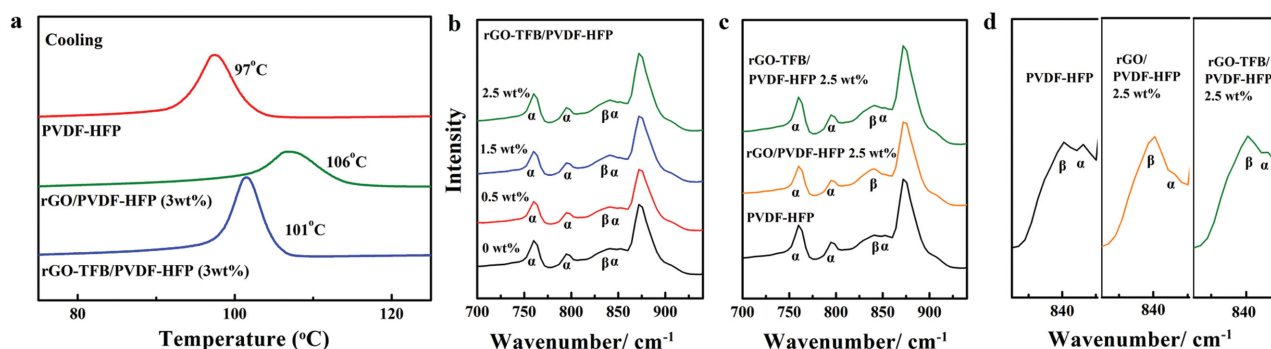 a
Cooling
97°C
PVDF-HFP
106°C
rGO/PVDF-HFP (3wt%)
101°C
rGO-TFB/PVDF-HFP (3wt%)
80
100
120
Temperature (°C)
b
rGO-TFB/PVDF-HFP
2.5 wt%
α
α
β α
1.5 wt%
α
α
β α
0.5 wt%
α
α
β α
0 wt%
α
α
β α
Intensity
700 750 800 850 900
Wavenumber/ cm⁻¹
c
rGO-TFB/
PVDF-HFP 2.5 wt%
α
α
β α
rGO/PVDF-HFP 2.5 wt%
α
α
β
PVDF-HFP
α
α
β α
700 750 800 850 900
Wavenumber/ cm⁻¹
d
PVDF-HFP
β α
840
rGO/
PVDF-HFP
2.5 wt%
β
α
840
rGO-TFB/
PVDF-HFP
2.5 wt%
β α
840
Wavenumber/ cm⁻¹